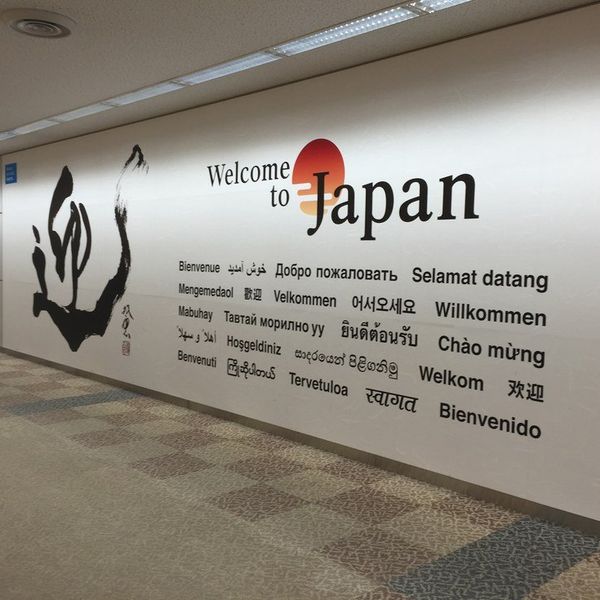 迎
Welcome
to Japan
Bienvenue خوش آمدید Добро пожаловать Selamat datang
Mengemedaol 歡迎 Velkommen 어서오세요 Willkommen
Mabuhay Тавтай морилно уу ยินดีต้อนรับ Chào mừng
أهلاً و سهلاً Hoşgeldiniz සාදරයෙන් පිළිගනිමු Welkom 欢迎
Benvenuti ကြိုဆိုပါတယ် Tervetuloa स्वागत Bienvenido